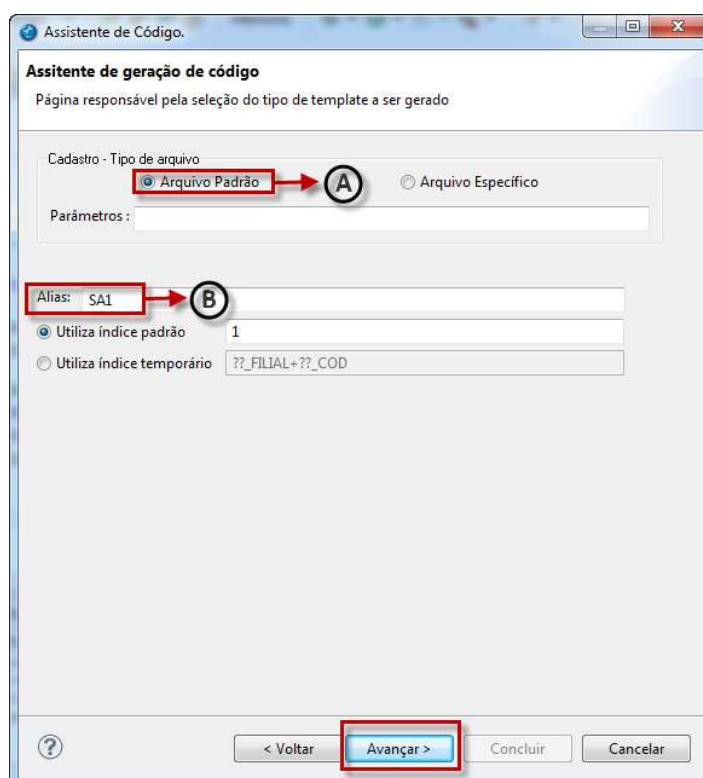 Assistente de Código.
Assitente de geração de código
Página responsável pela seleção do tipo de template a ser gerado
Cadastro - Tipo de arquivo
Arquivo Padrão A Arquivo Específico
Parâmetros :
Alias: SA1 B
Utiliza índice padrão 1
Utiliza índice temporário ??_FILIAL+??_COD
? < Voltar Avançar > Concluir Cancelar